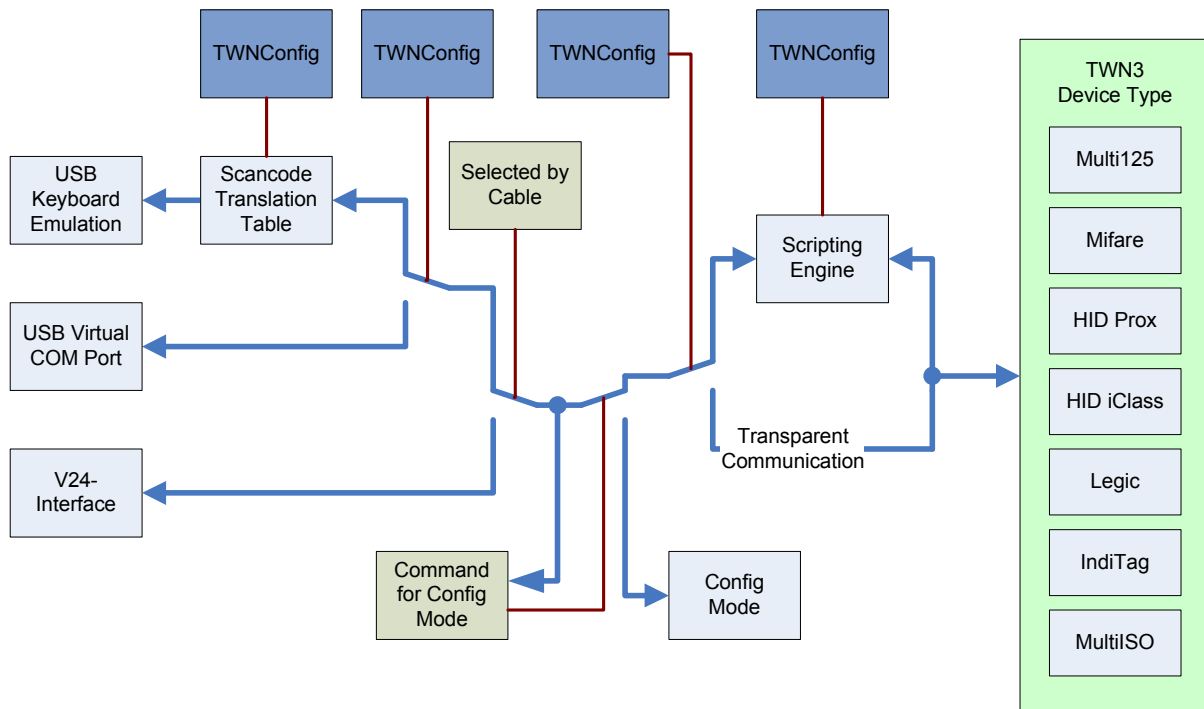 TWNConfig
TWNConfig
TWNConfig
TWNConfig
TWN3
Device Type
Multi125
Mifare
HID Prox
HID iClass
Legic
IndiTag
MultiISO
USB
Keyboard
Emulation
Scancode
Translation
Table
Selected by
Cable
Scripting
Engine
USB Virtual
COM Port
Transparent
Communication
V24-
Interface
Command
for Config
Mode
Config
Mode